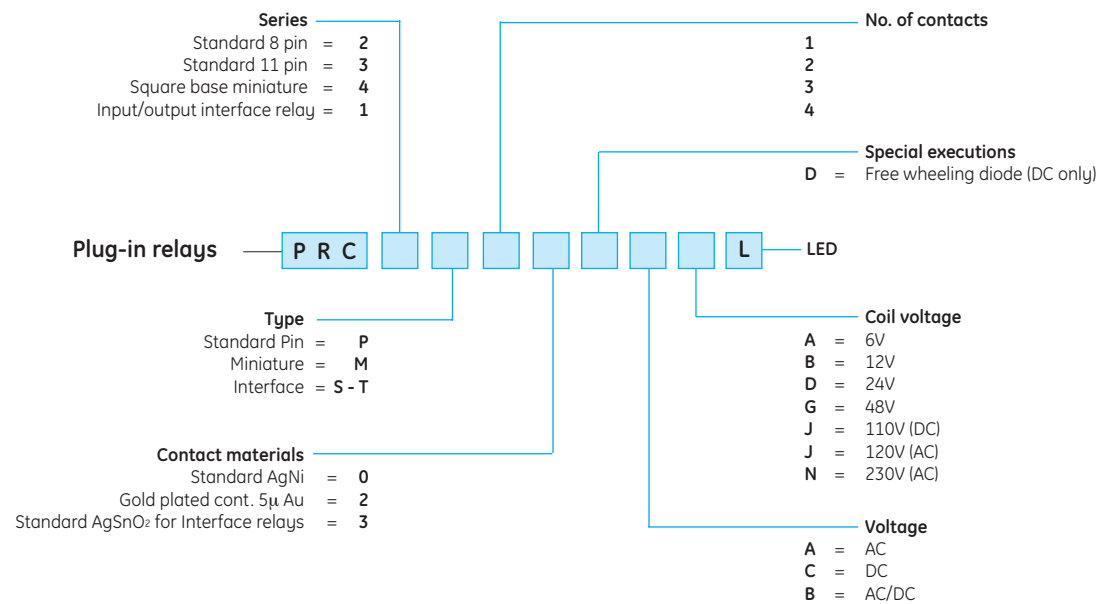 Series
Standard 8 pin = 2
Standard 11 pin = 3
Square base miniature = 4
Input/output interface relay = 1
No. of contacts
1
2
3
4
Special executions
D = Free wheeling diode (DC only)
Plug-in relays
P R C
L
LED
Type
Standard Pin = P
Miniature = M
Interface = S - T
Contact materials
Standard AgNi = 0
Gold plated cont. 5µ Au = 2
Standard AgSnO2 for Interface relays = 3
Coil voltage
A = 6V
B = 12V
D = 24V
G = 48V
J = 110V (DC)
J = 120V (AC)
N = 230V (AC)
Voltage
A = AC
C = DC
B = AC/DC